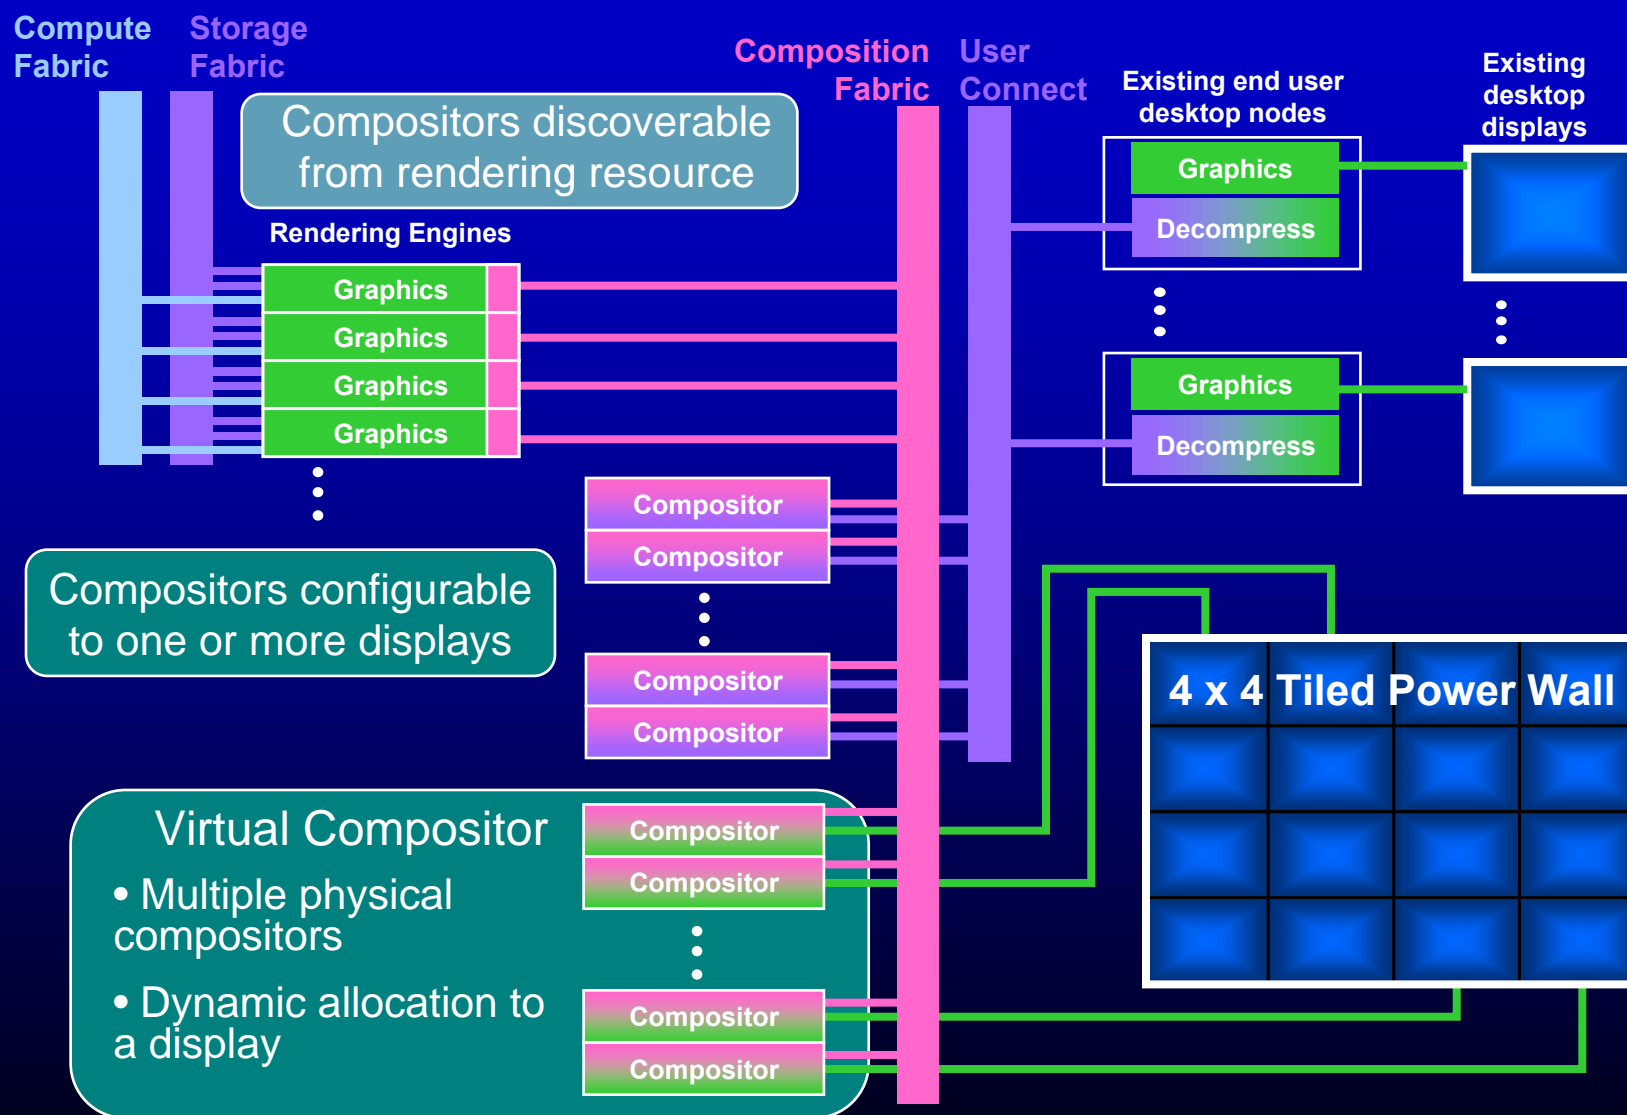 Compute
Fabric
Storage
Fabric
Composition
Fabric
User
Connect
Existing end user
desktop nodes
Existing
desktop
displays
Compositors discoverable
from rendering resource
Rendering Engines
Graphics
Graphics
Graphics
Graphics
Graphics
Decompress
Graphics
Decompress
Compositor
Compositor
Compositor
Compositor
Compositors configurable
to one or more displays
4 x 4 Tiled Power Wall
Virtual Compositor
• Multiple physical
compositors
• Dynamic allocation to
a display
Compositor
Compositor
Compositor
Compositor